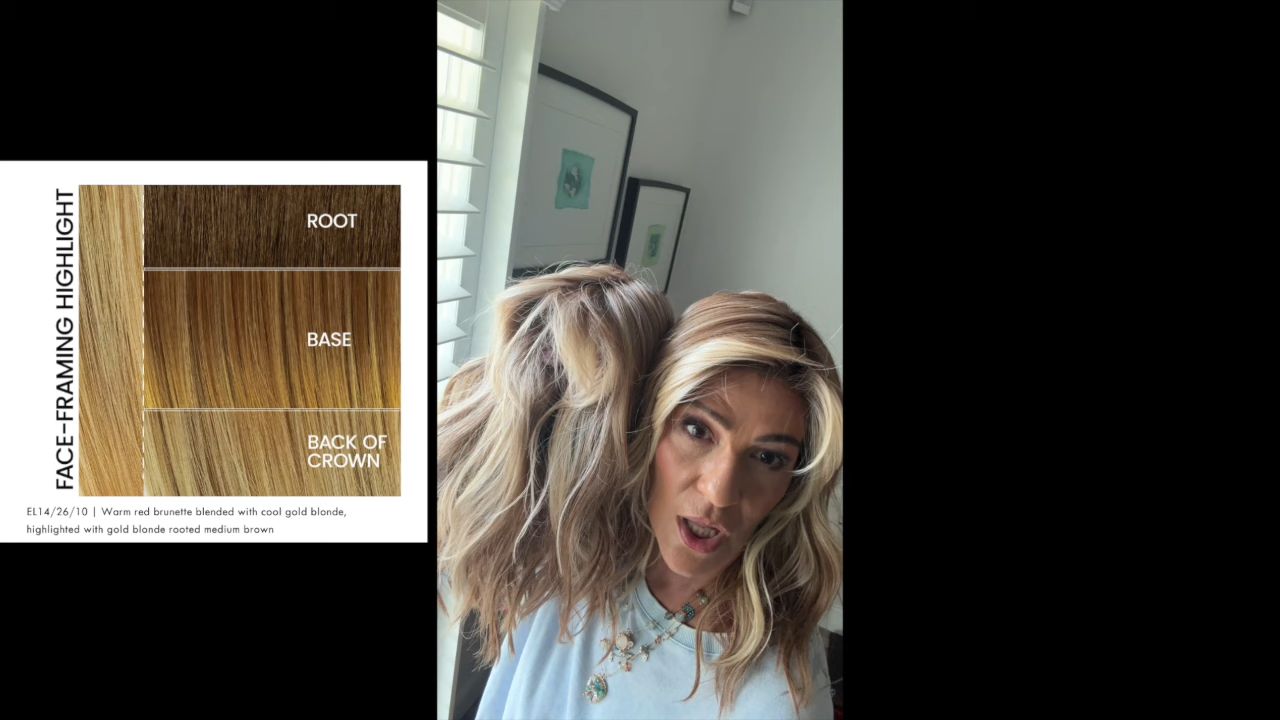 FACE-FRAMING HIGHLIGHT
ROOT
BASE
BACK OF
CROWN
EL14/26/10 | Warm red brunette blended with cool gold blonde,
highlighted with gold blonde rooted medium brown